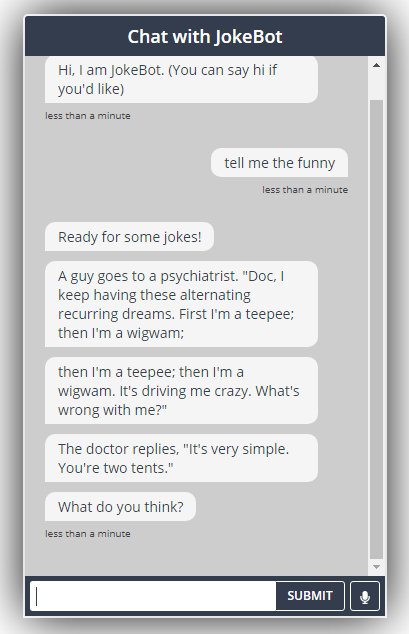 Chat with JokeBot
Hi, I am JokeBot. (You can say hi if
you'd like)
less than a minute
tell me the funny
less than a minute
Ready for some jokes!
A guy goes to a psychiatrist. "Doc, I
keep having these alternating
recurring dreams. First I'm a teepee;
then I'm a wigwam;
then I'm a teepee; then I'm a
wigwam. It's driving me crazy. What's
wrong with me?"
The doctor replies, "It's very simple.
You're two tents."
What do you think?
less than a minute
SUBMIT